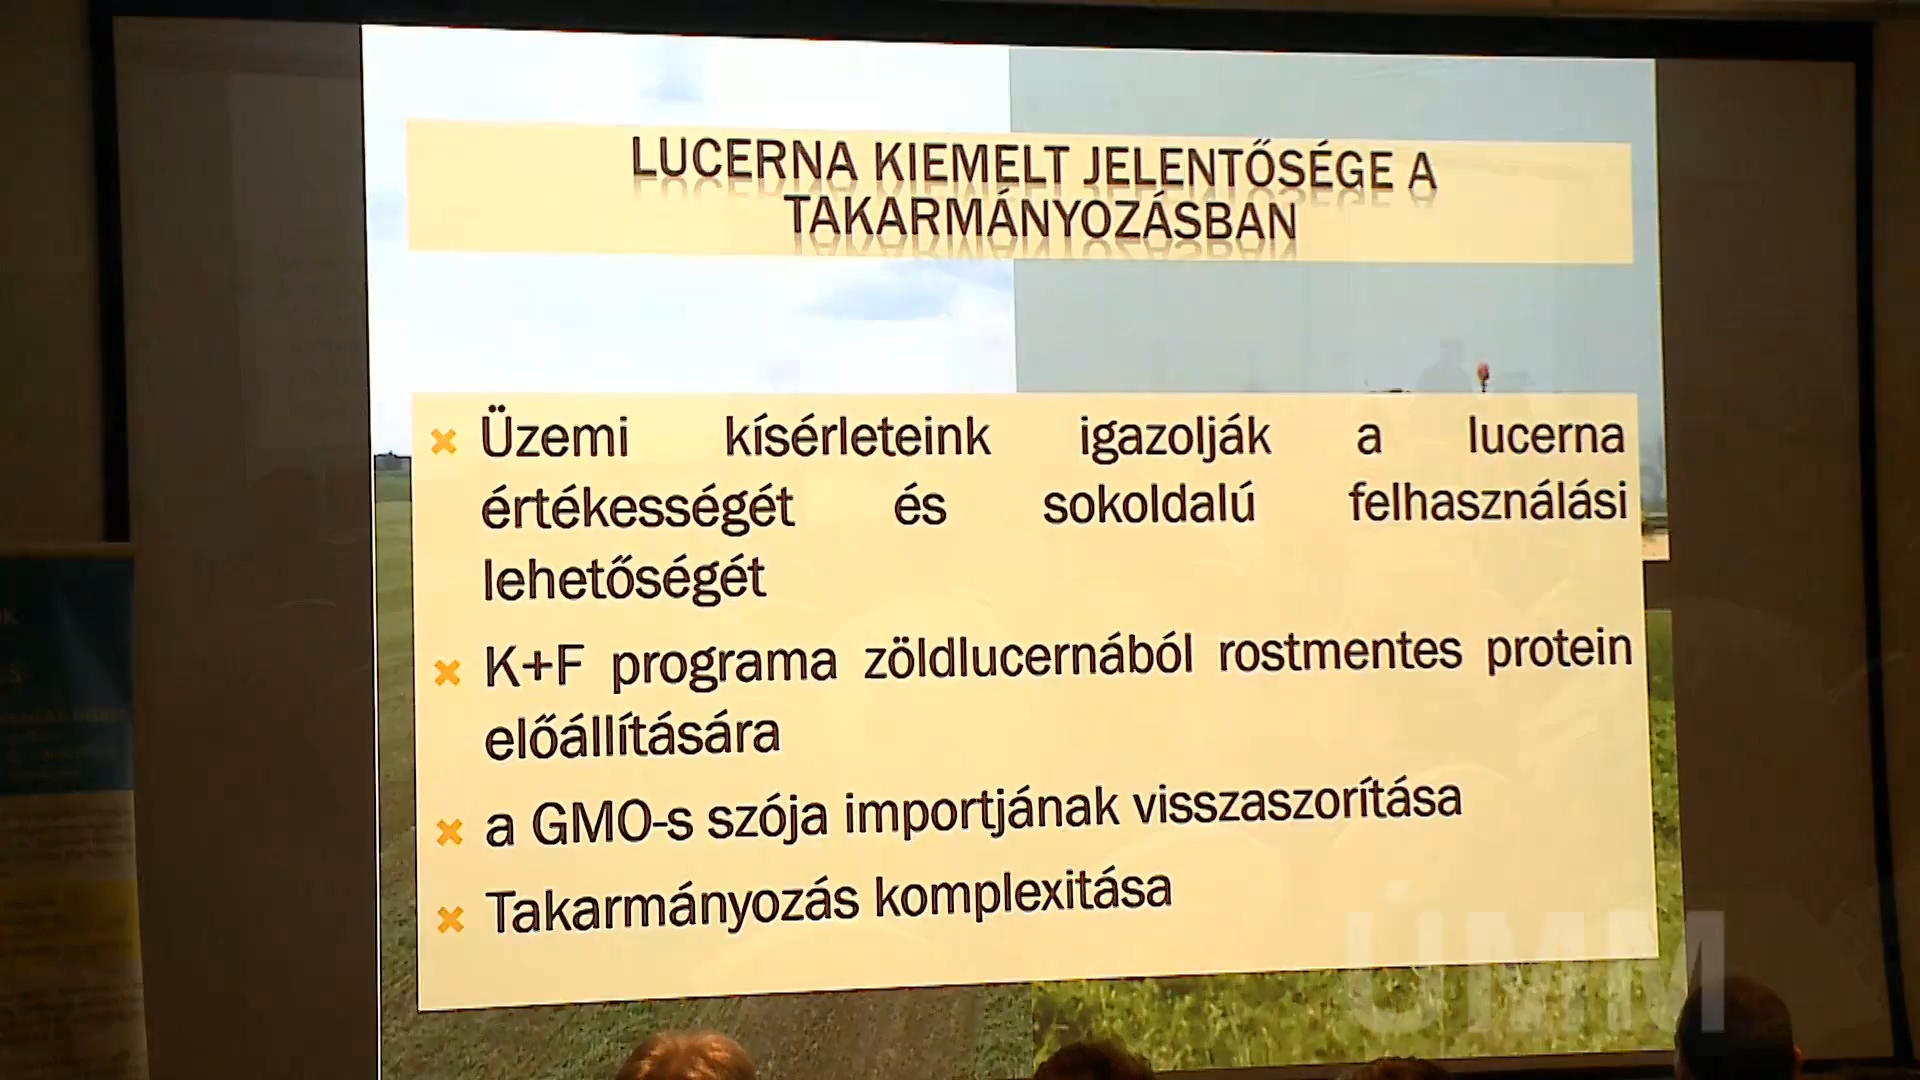 LUCERNA KIEMELT JELENTŐSÉGE A
TAKARMÁNYOZÁSBAN
Üzemi kísérleteink igazolják a lucerna
értékességét és sokoldalú felhasználási
lehetőségét
K+F programa zöldlucernából rostmentes protein
előállítására
a GMO-s szója importjának visszaszorítása
Takarmányozás komplexitása
ÚMM